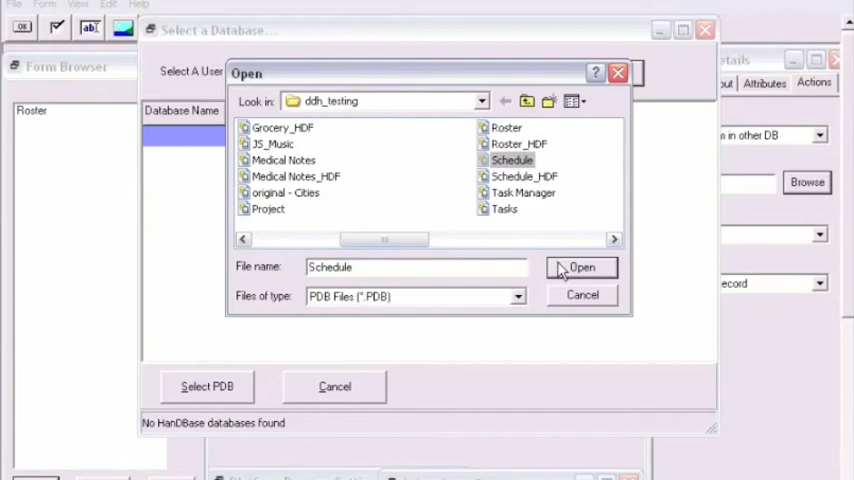 File Form View Edit Help
OK
ab
Select a Database...
Form Browser
Select A User
Open
Details
Attributes Actions
Look in: ddh_testing
Roster
Database Name
Grocery_HDF
JS_Music
Medical Notes
Medical Notes_HDF
original - Cities
Project
Roster
Roster_HDF
Schedule
Schedule_HDF
Task Manager
Tasks
in other DB
Browse
File name: Schedule
Open
Files of type: PDB Files (*.PDB)
Cancel
Select PDB
Cancel
No HanDBase databases found